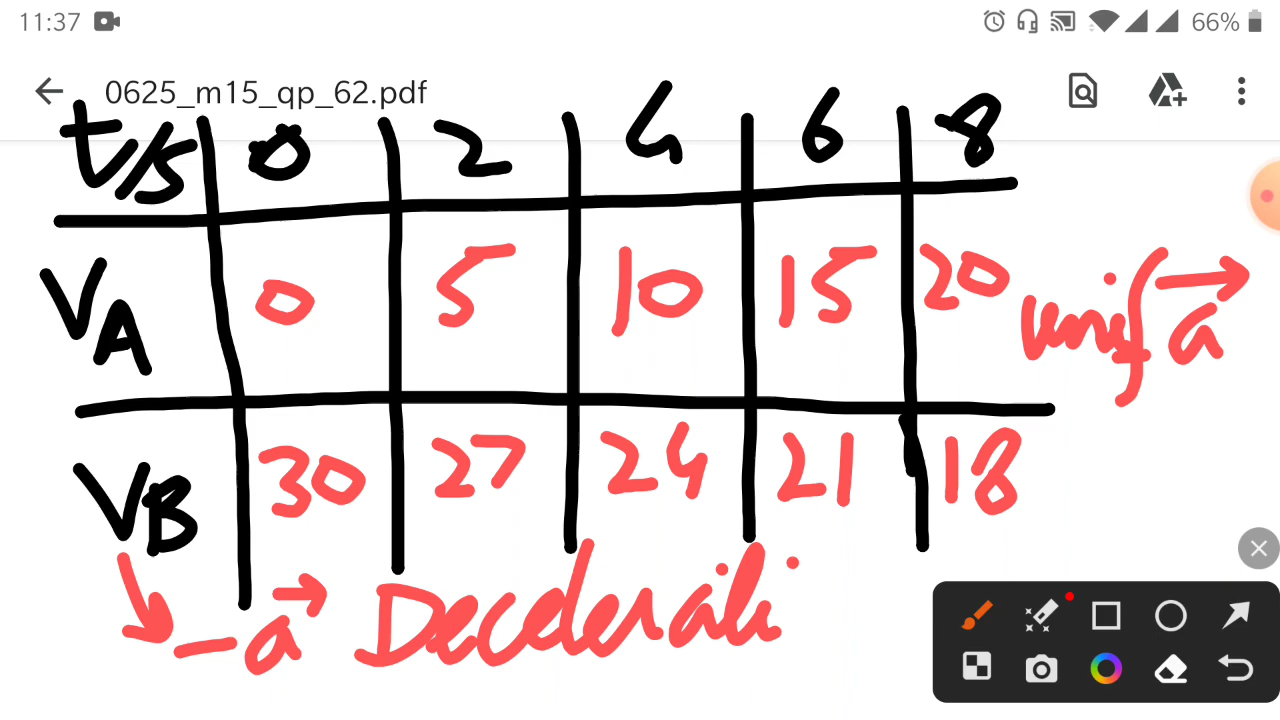 11:37 66%
0625_m15_qp_62.pdf
t/s 0 2 4 6 8
VA 0 5 10 15 20 unif a
VB 30 27 24 21 18
-a Decelerati